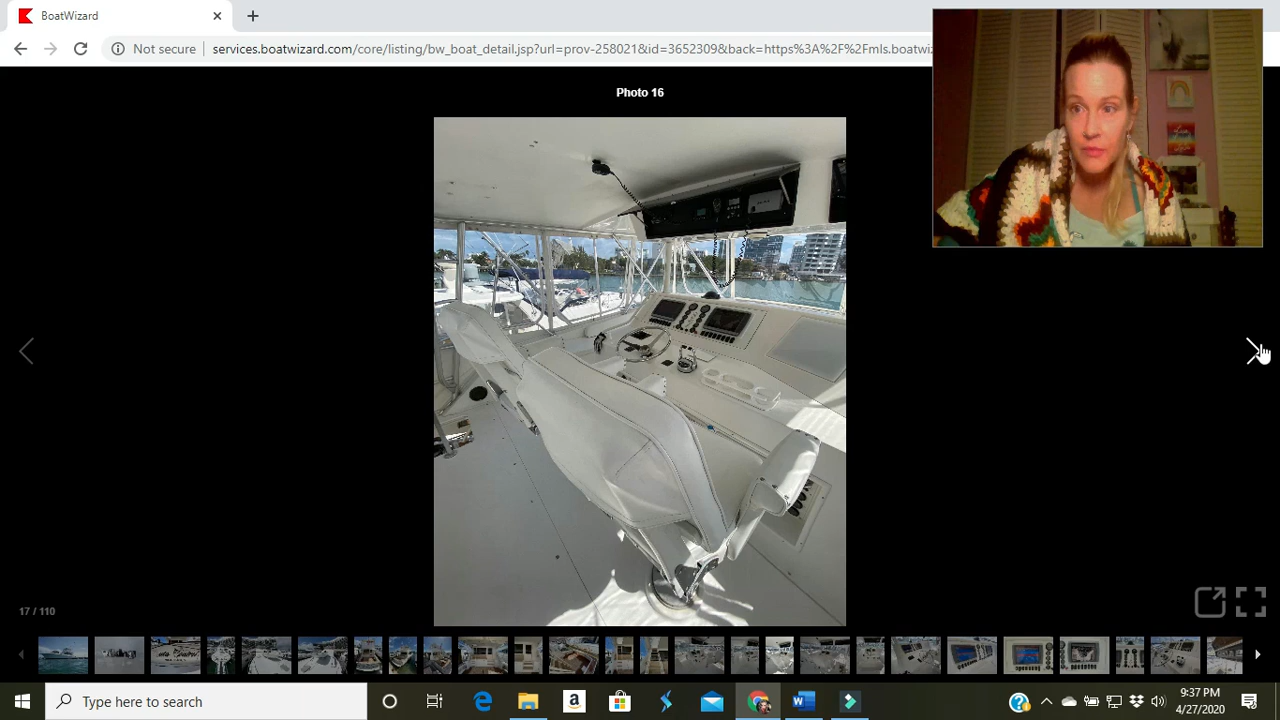 BoatWizard
Not secure
services.boatwizard.com/core/listing/bw_boat_detail.jsp?url=prov-258021&id=3652309&back=https%3A%2F%2Fmls.boatwi
Photo 16
17 / 110
Type here to search
9:37 PM
4/27/2020